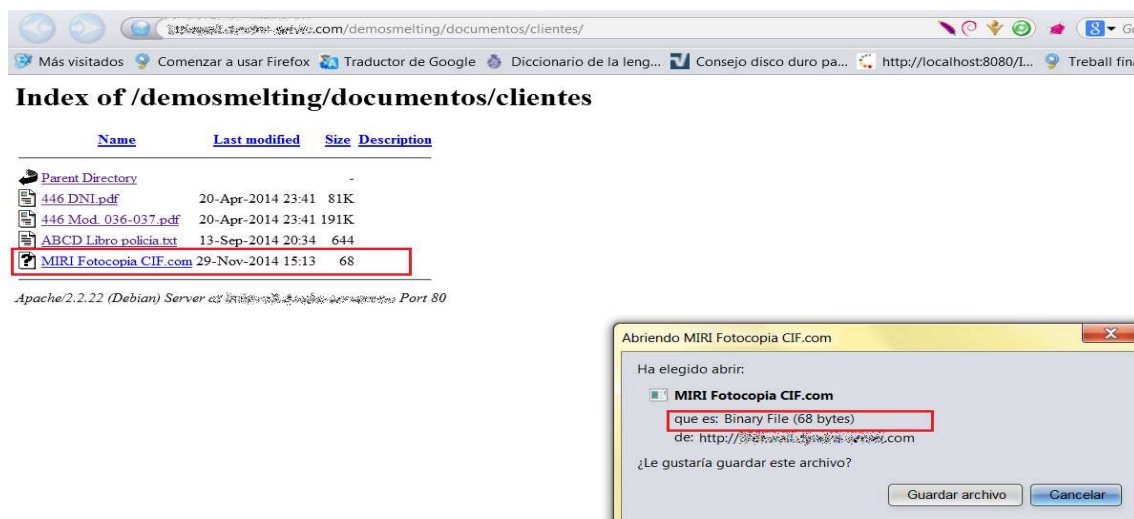 .com/demosmelting/documentos/clientes/
Más visitados Comenzar a usar Firefox Traductor de Google Diccionario de la leng... Consejo disco duro pa... http://localhost:8080/I... Treball fin
Index of /demosmelting/documentos/clientes
Name Last modified Size Description
Parent Directory -
446 DNI.pdf 20-Apr-2014 23:41 81K
446 Mod. 036-037.pdf 20-Apr-2014 23:41 191K
ABCD Libro policia.txt 13-Sep-2014 20:34 644
MIRI Fotocopia CIF.com 29-Nov-2014 15:13 68
Apache/2.2.22 (Debian) Server at Port 80
Abriendo MIRI Fotocopia CIF.com
Ha elegido abrir:
MIRI Fotocopia CIF.com
que es: Binary File (68 bytes)
de: http:// .com
¿Le gustaría guardar este archivo?
Guardar archivo Cancelar